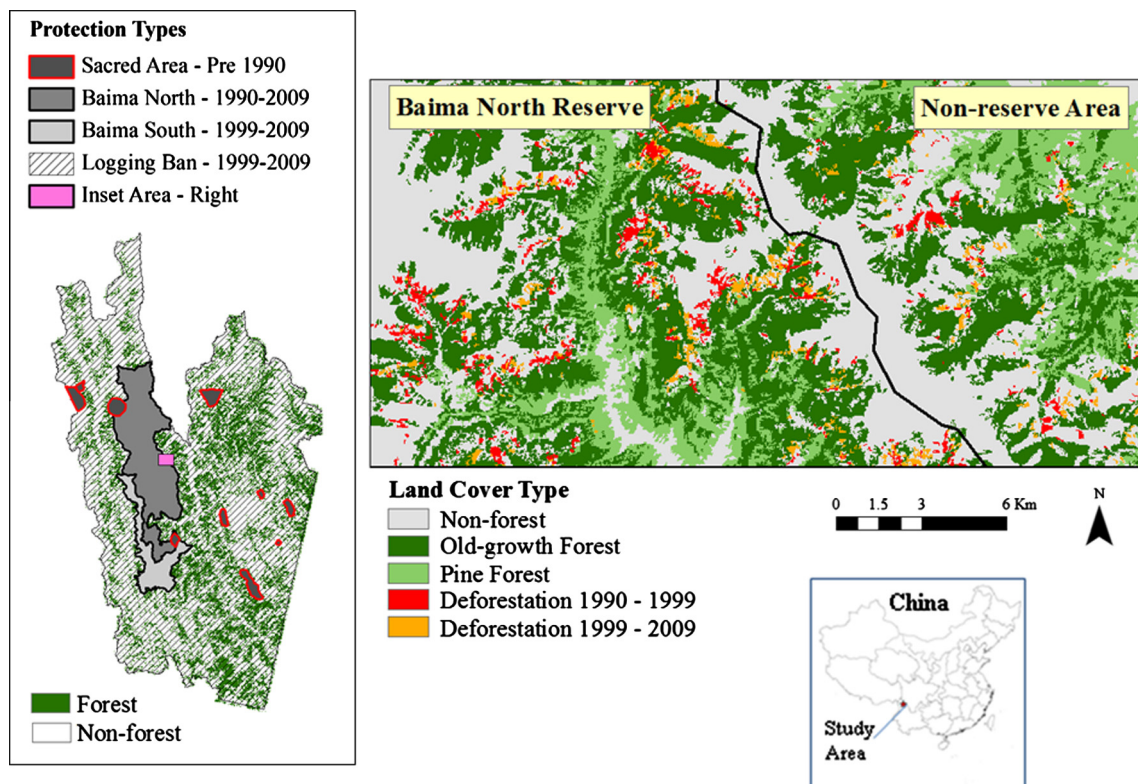 Protection Types
Sacred Area - Pre 1990
Baima North - 1990-2009
Baima South - 1999-2009
Logging Ban - 1999-2009
Inset Area - Right
Forest
Non-forest
Baima North Reserve
Non-reserve Area
Land Cover Type
Non-forest
Old-growth Forest
Pine Forest
Deforestation 1990 - 1999
Deforestation 1999 - 2009
0 1.5 3 6 Km
N
China
Study
Area